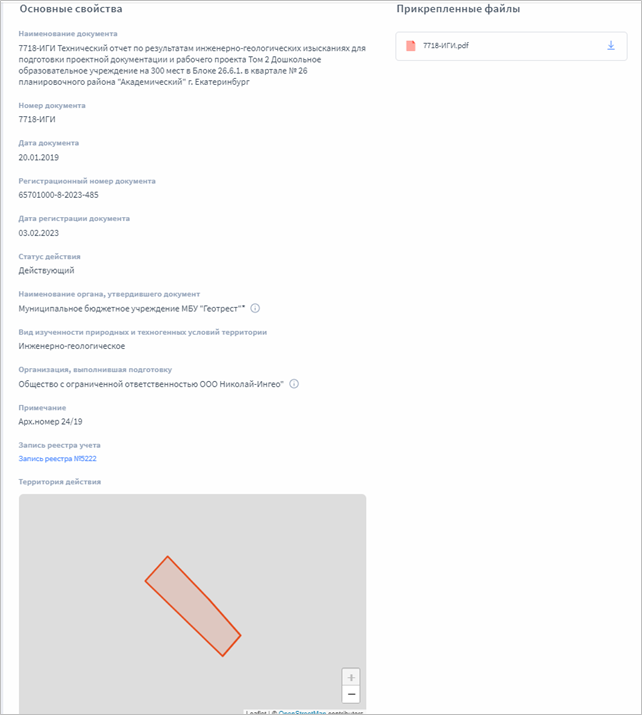 Основные свойства
Прикрепленные файлы
Наименование документа
7718-ИГИ Технический отчет по результатам инженерно-геологических изысканиях для
подготовки проектной документации и рабочего проекта Том 2 Дошкольное
образовательное учреждение на 300 мест в Блоке 26.6.1. в квартале № 26
планировочного района "Академический" г. Екатеринбург
7718-ИГИ.pdf
Номер документа
7718-ИГИ
Дата документа
20.01.2019
Регистрационный номер документа
65701000-8-2023-485
Дата регистрации документа
03.02.2023
Статус действия
Действующий
Наименование органа, утвердившего документ
Муниципальное бюджетное учреждение МБУ "Геотрест""
Вид изученности природных и техногенных условий территории
Инженерно-геологическое
Организация, выполнившая подготовку
Общество с ограниченной ответственностью ООО Николай-Ингео"
Примечание
Арх.номер 24/19
Запись реестра учета
Запись реестра №5222
Территория действия
+
−
Leaflet | © OpenStreetMap contributors